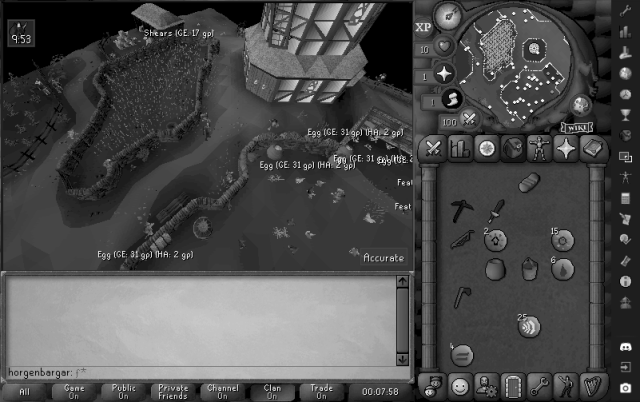 9:53
Shears (GE: 17 gp)
XP
10
1
1
100
WIKI
Egg (GE: 31 gp) (HA: 2 gp)
Egg (GE: 31 gp) (HA: 2 gp)
Feat
Feat
Egg (GE: 31 gp) (HA: 2 gp)
Accurate
2
15
6
25
horgenbargar:
All
Game
On
Public
On
Private
Friends
Channel
On
Clan
On
Trade
On
00:07:58